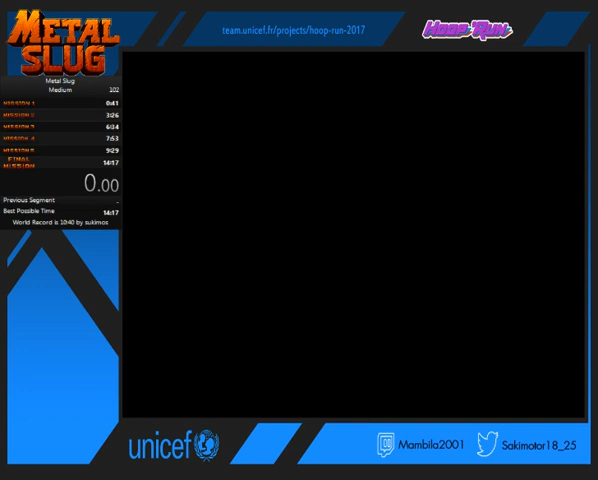 METAL SLUG
team.unicef.fr/projects/hoop-run-2017
HOOP'RUN
Metal Slug
Medium 102
MISSION 1 0:41
MISSION 2 3:26
MISSION 3 6:34
MISSION 4 7:53
MISSION 5 9:29
FINAL MISSION 14:17
0.00
Previous Segment -
Best Possible Time 14:17
World Record is 10:40 by sukimos
unicef
Mambila2001
Sakimotor18_25